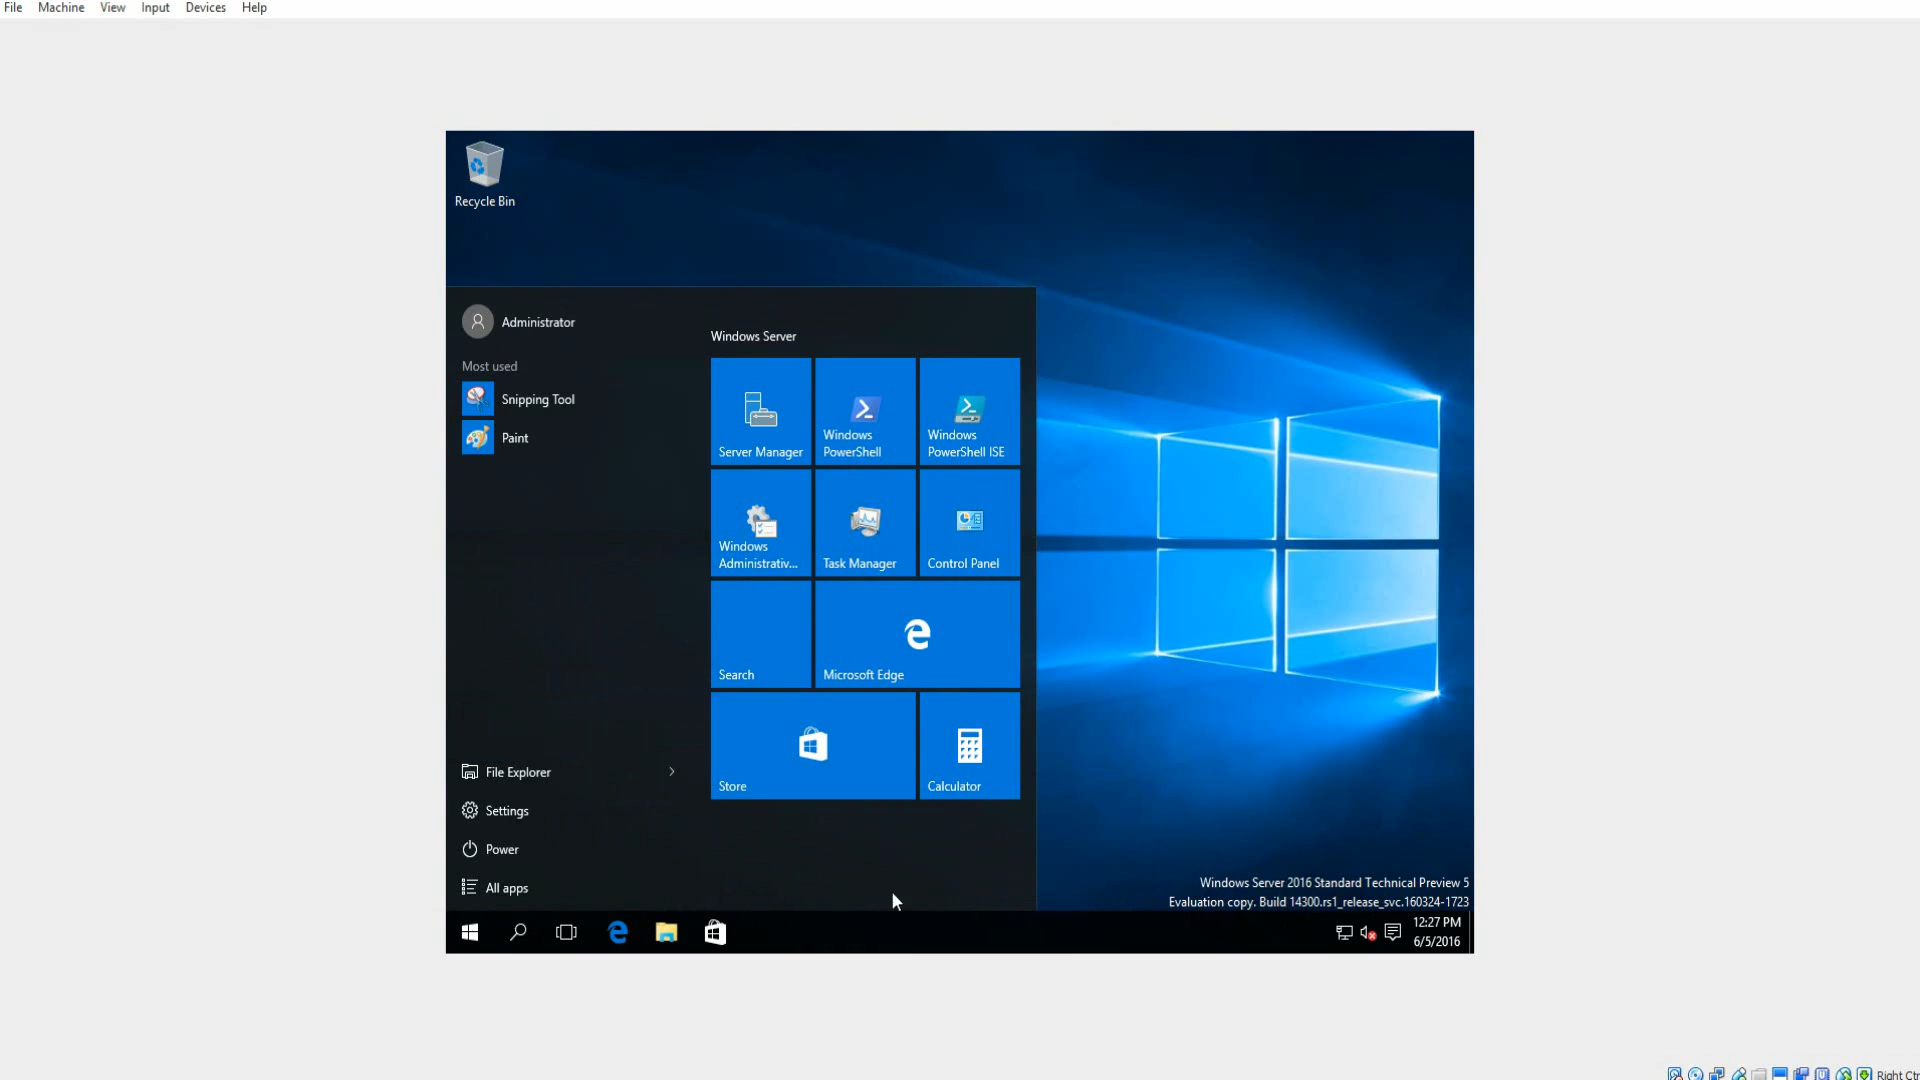 File Machine View Input Devices Help
Recycle Bin
Administrator
Most used
Snipping Tool
Paint
File Explorer
Settings
Power
All apps
Windows Server
Server Manager
Windows
PowerShell
Windows
PowerShell ISE
Windows
Administrativ...
Task Manager
Control Panel
Search
Microsoft Edge
Store
Calculator
Windows Server 2016 Standard Technical Preview 5
Evaluation copy. Build 14300.rs1_release_svc.160324-1723
12:27 PM
6/5/2016
Right Ctr